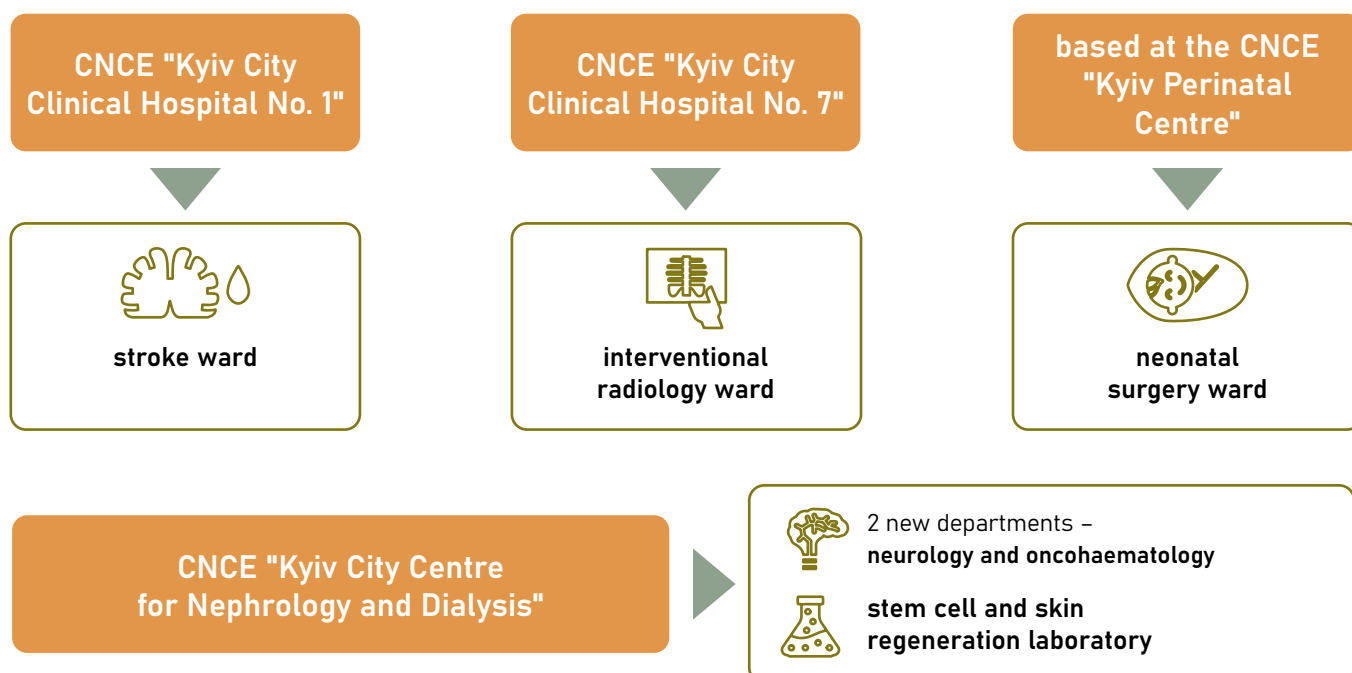 CNCE "Kyiv City
Clinical Hospital No. 1"
CNCE "Kyiv City
Clinical Hospital No. 7"
based at the CNCE
"Kyiv Perinatal
Centre"
stroke ward
interventional
radiology ward
neonatal
surgery ward
CNCE "Kyiv City Centre
for Nephrology and Dialysis"
2 new departments –
neurology and oncohaematology
stem cell and skin
regeneration laboratory